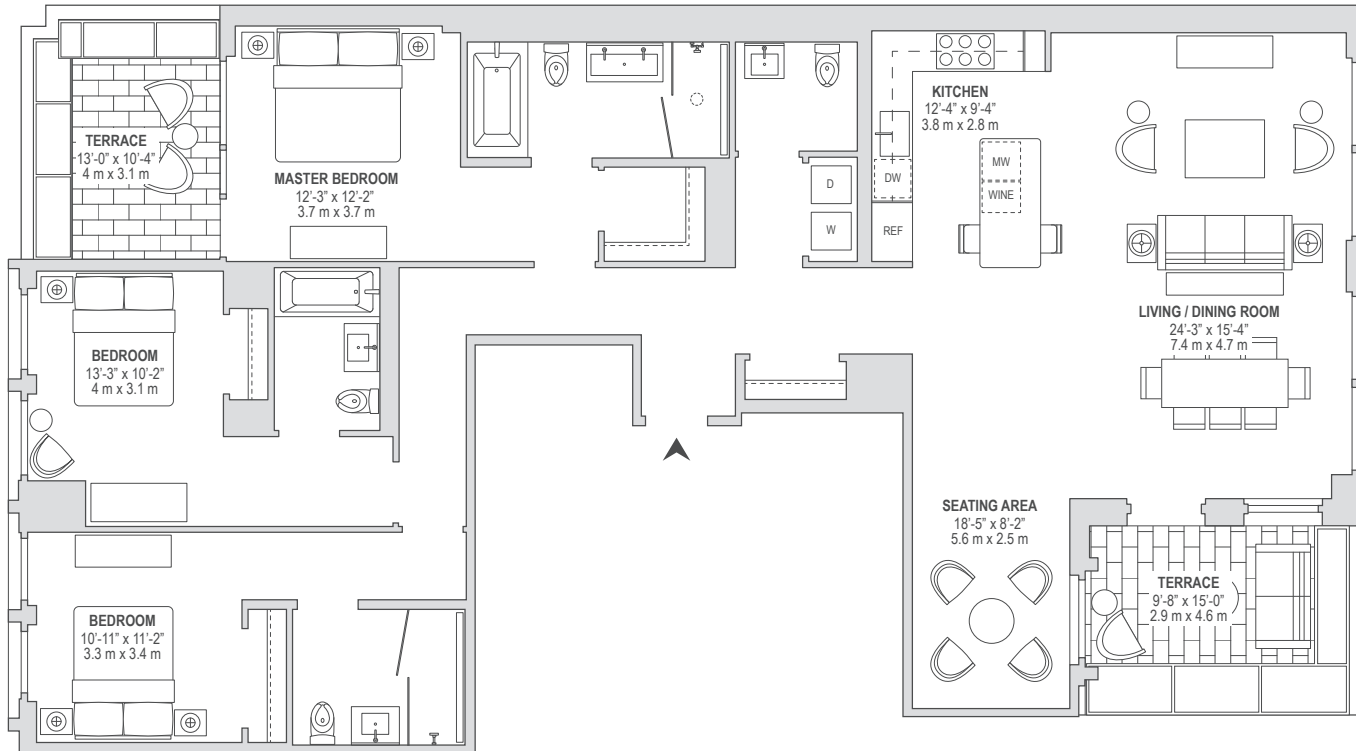 TERRACE
13'-0" x 10'-4"
4 m x 3.1 m
MASTER BEDROOM
12'-3" x 12'-2"
3.7 m x 3.7 m
D
W
KITCHEN
12'-4" x 9'-4"
3.8 m x 2.8 m
DW
REF
MW
WINE
LIVING / DINING ROOM
24'-3" x 15'-4"
7.4 m x 4.7 m
BEDROOM
13'-3" x 10'-2"
4 m x 3.1 m
SEATING AREA
18'-5" x 8'-2"
5.6 m x 2.5 m
TERRACE
9'-8" x 15'-0"
2.9 m x 4.6 m
BEDROOM
10'-11" x 11'-2"
3.3 m x 3.4 m